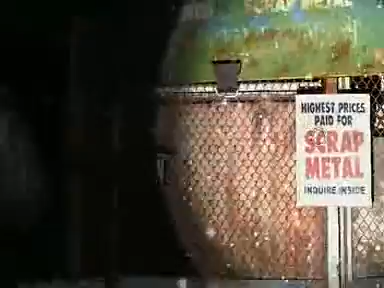 SCRAP METAL
HIGHEST PRICES
PAID FOR
SCRAP
METAL
INQUIRE INSIDE